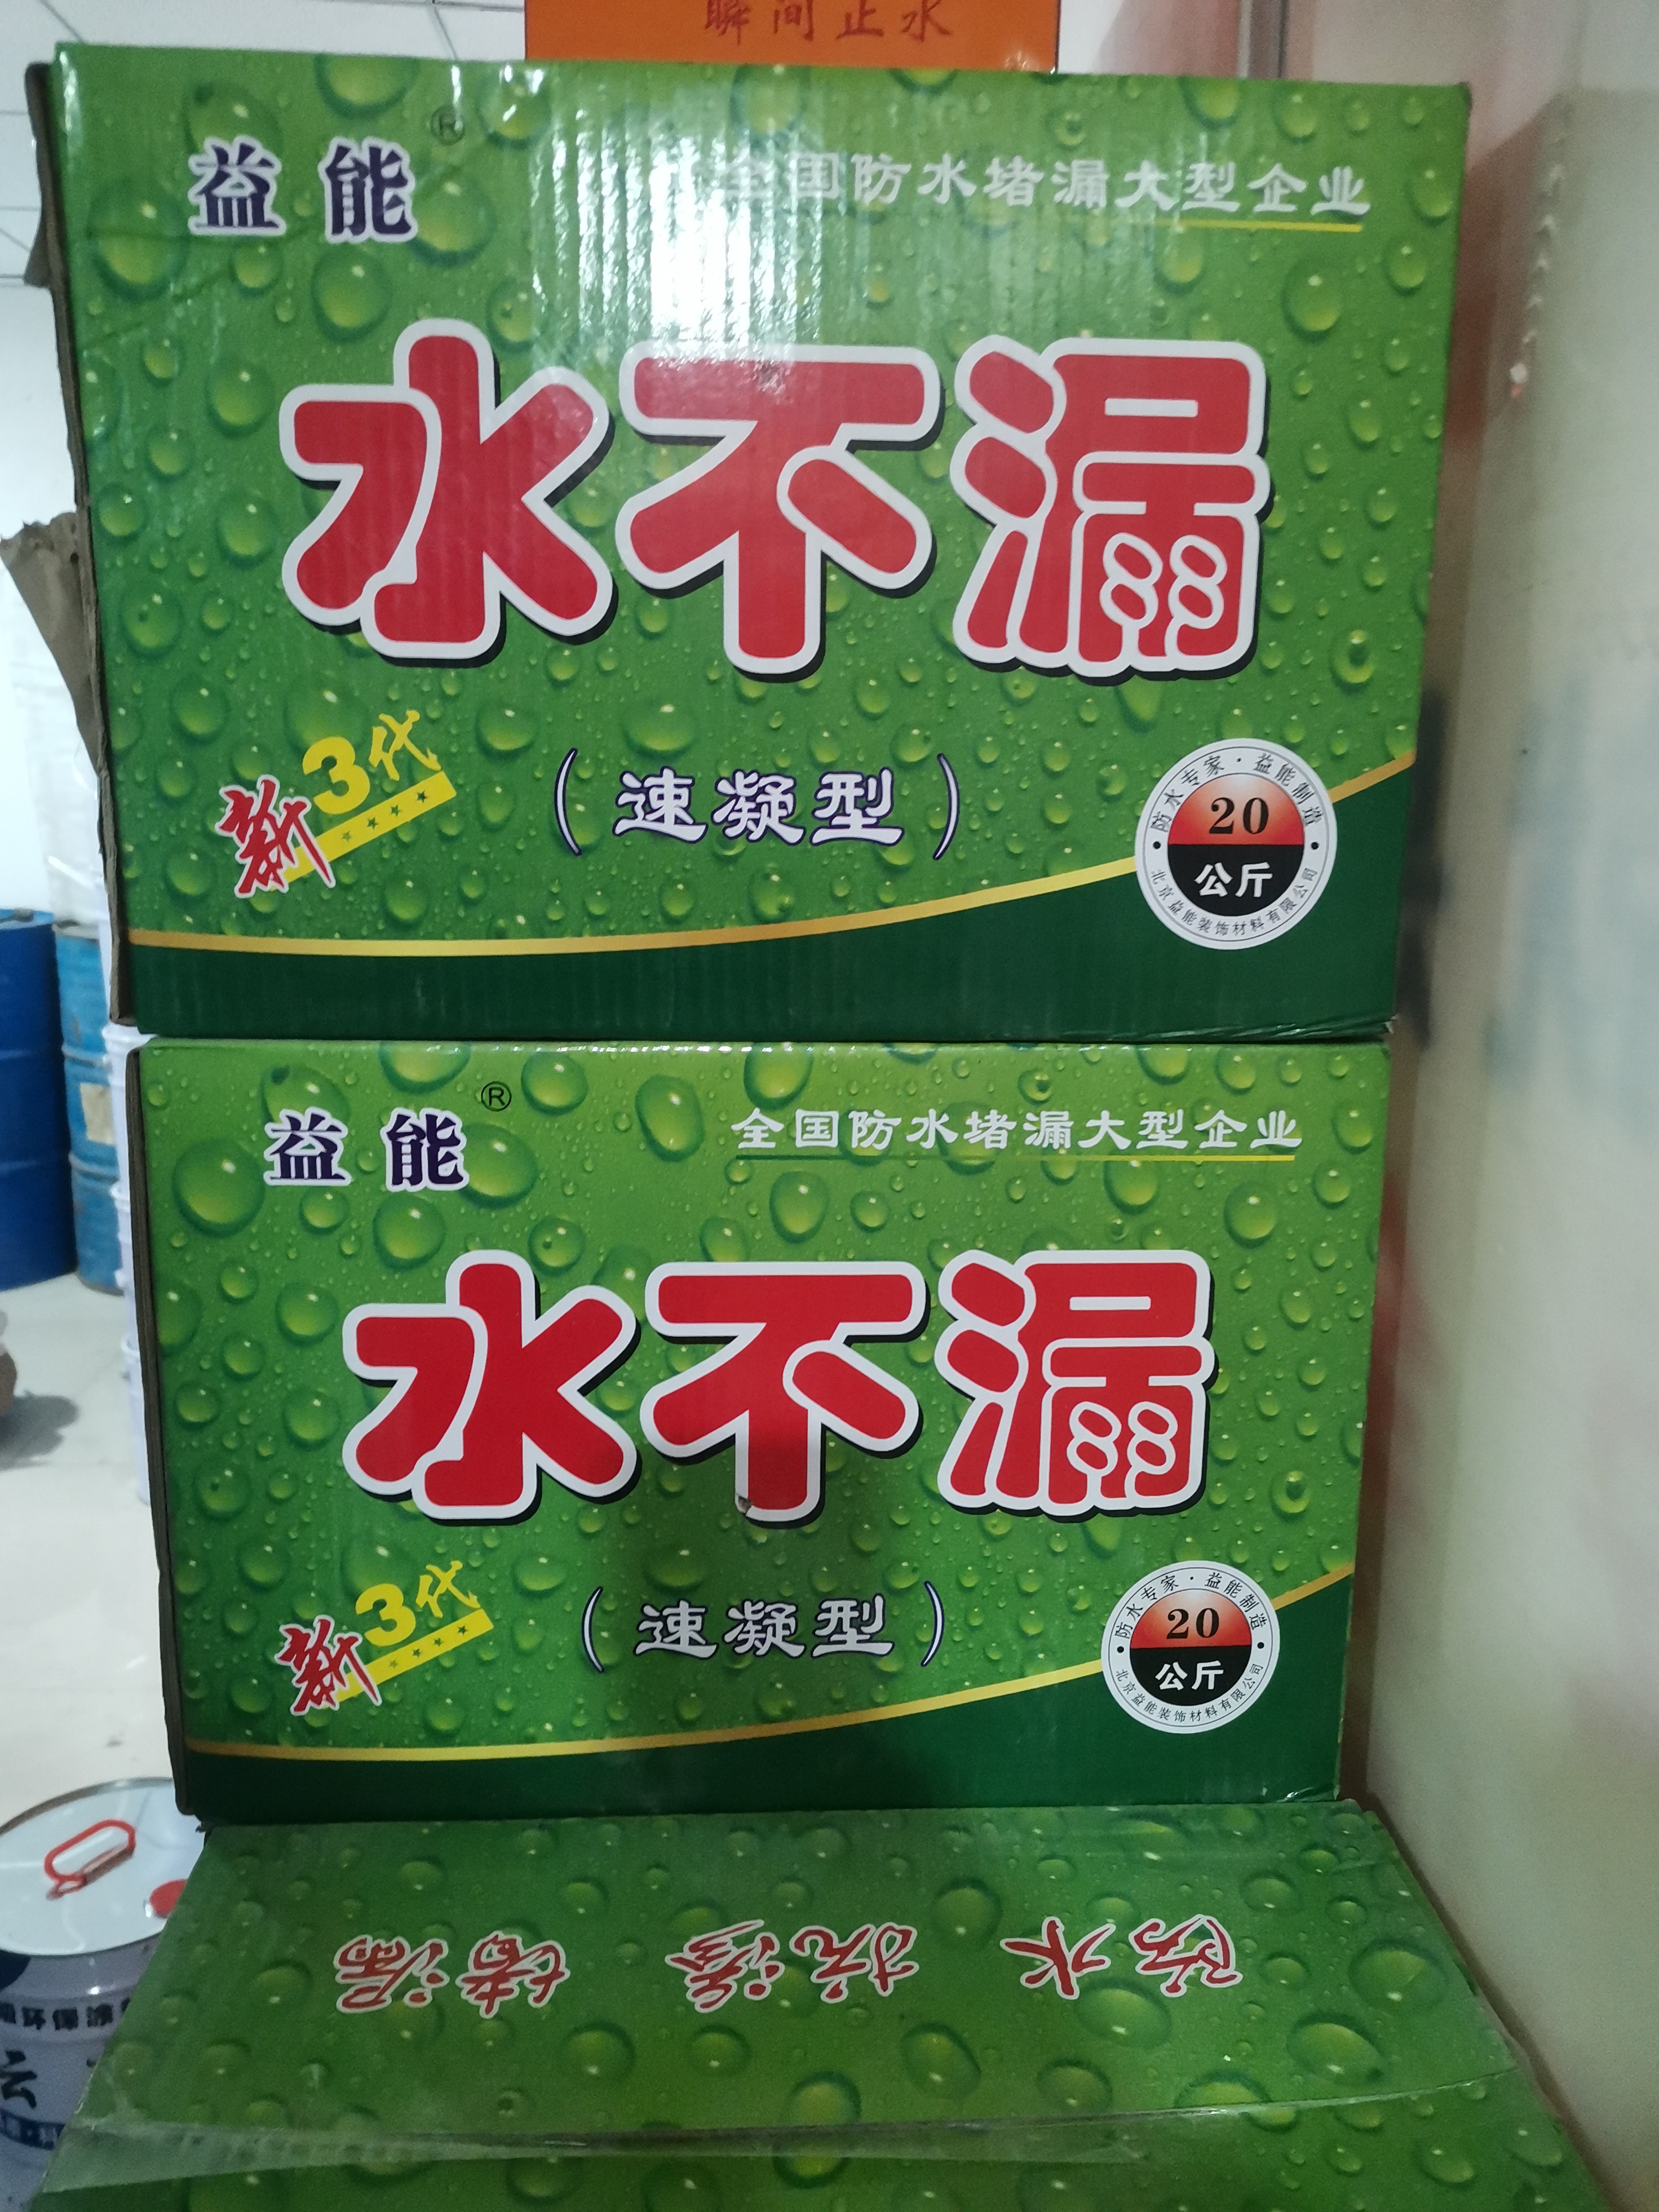 瞬间止水
益能®
全国防水堵漏大型企业
水不漏
新3代
(速凝型)
防水专家·益能制造
20
公斤
北京益能装饰材料有限公司
益能®
全国防水堵漏大型企业
水不漏
新3代
(速凝型)
防水专家·益能制造
20
公斤
北京益能装饰材料有限公司
防水 抗渗 堵漏
环保
云